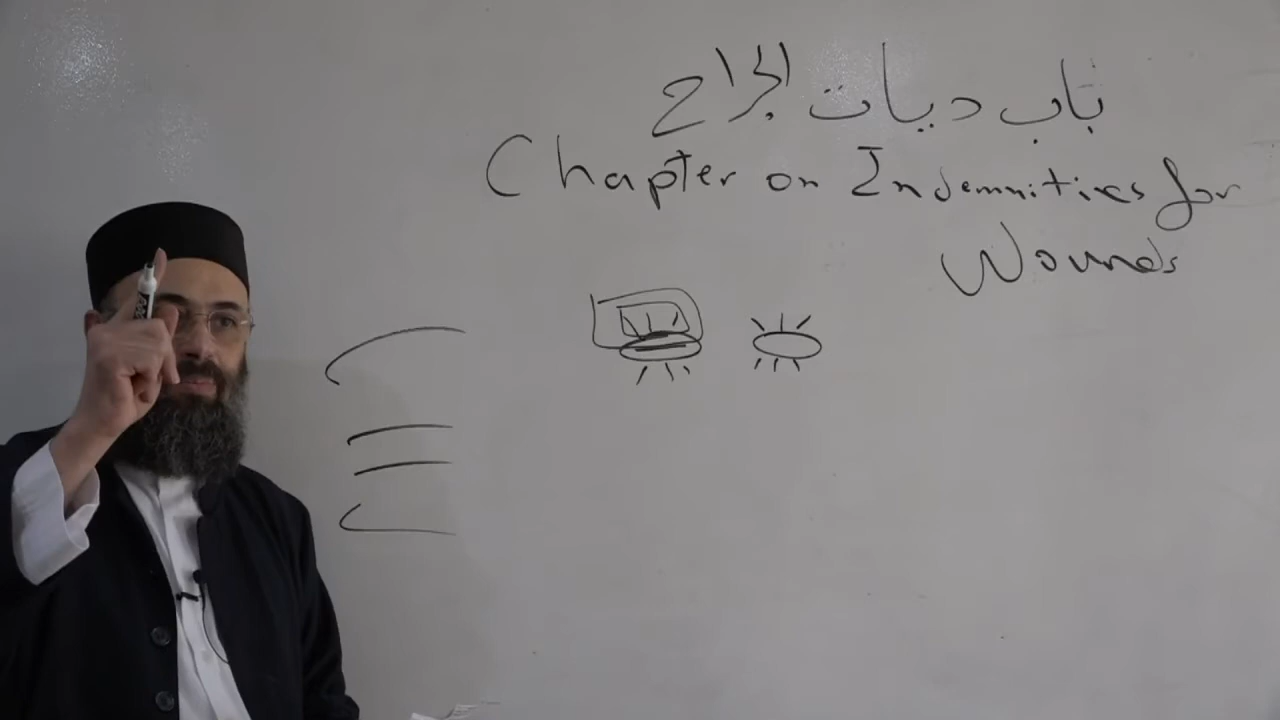 باب ديات الجراح
Chapter on Indemnities for
Wounds